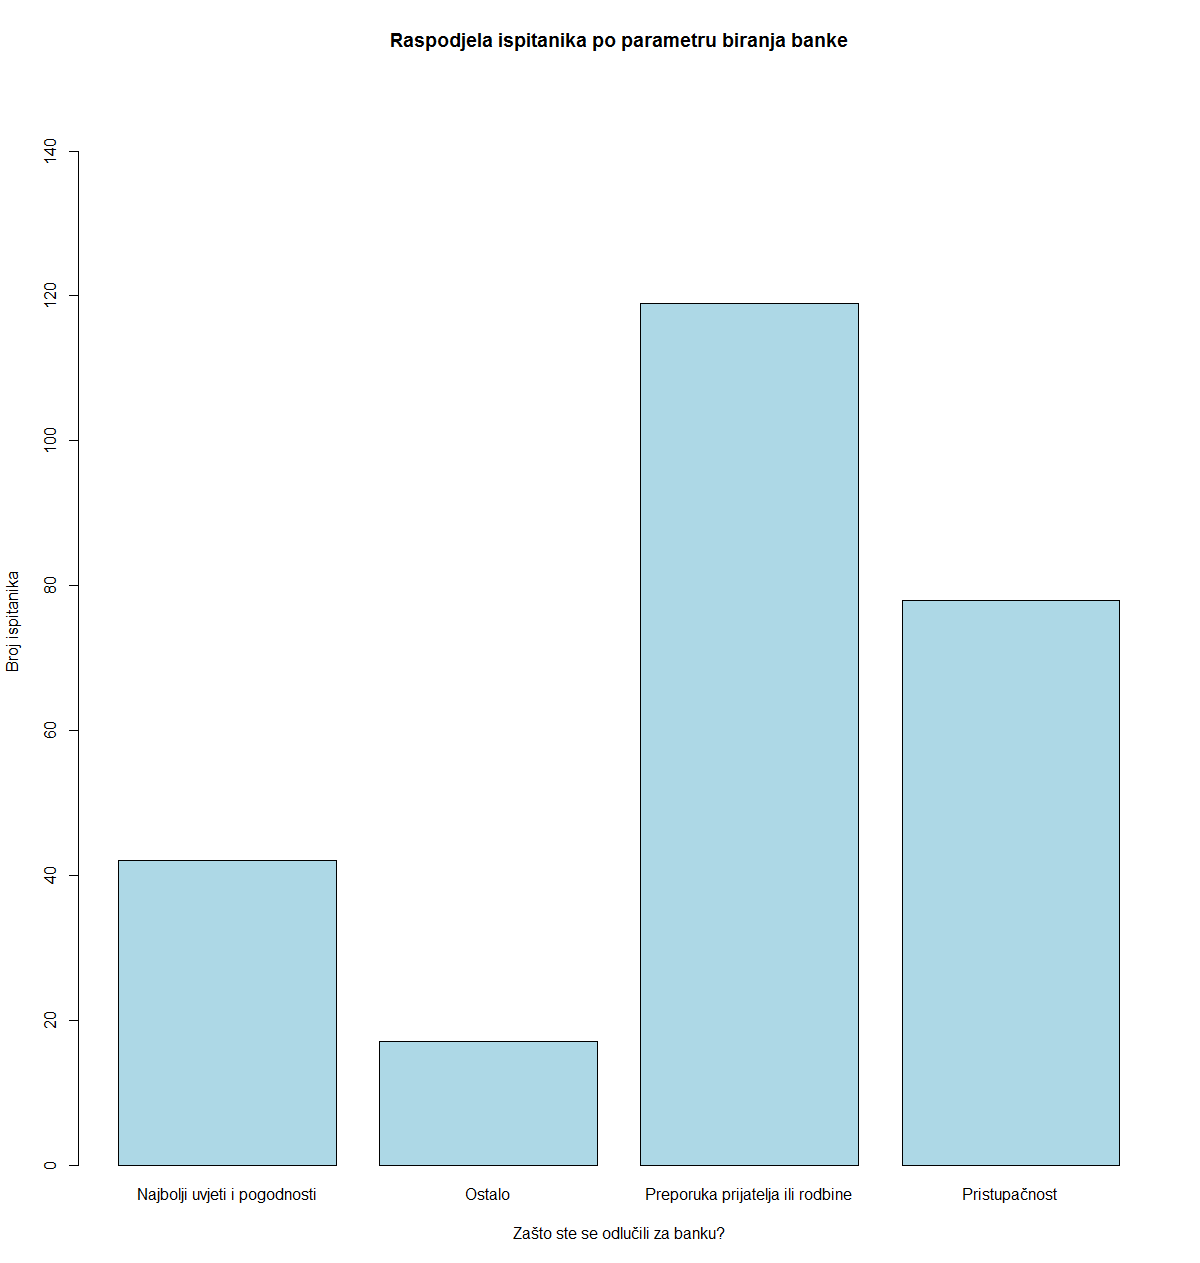 Raspodjela ispitanika po parametru biranja banke
140
120
100
80
60
40
20
0
Broj ispitanika
Najbolji uvjeti i pogodnosti
Ostalo
Preporuka prijatelja ili rodbine
Pristupačnost
Zašto ste se odlučili za banku?